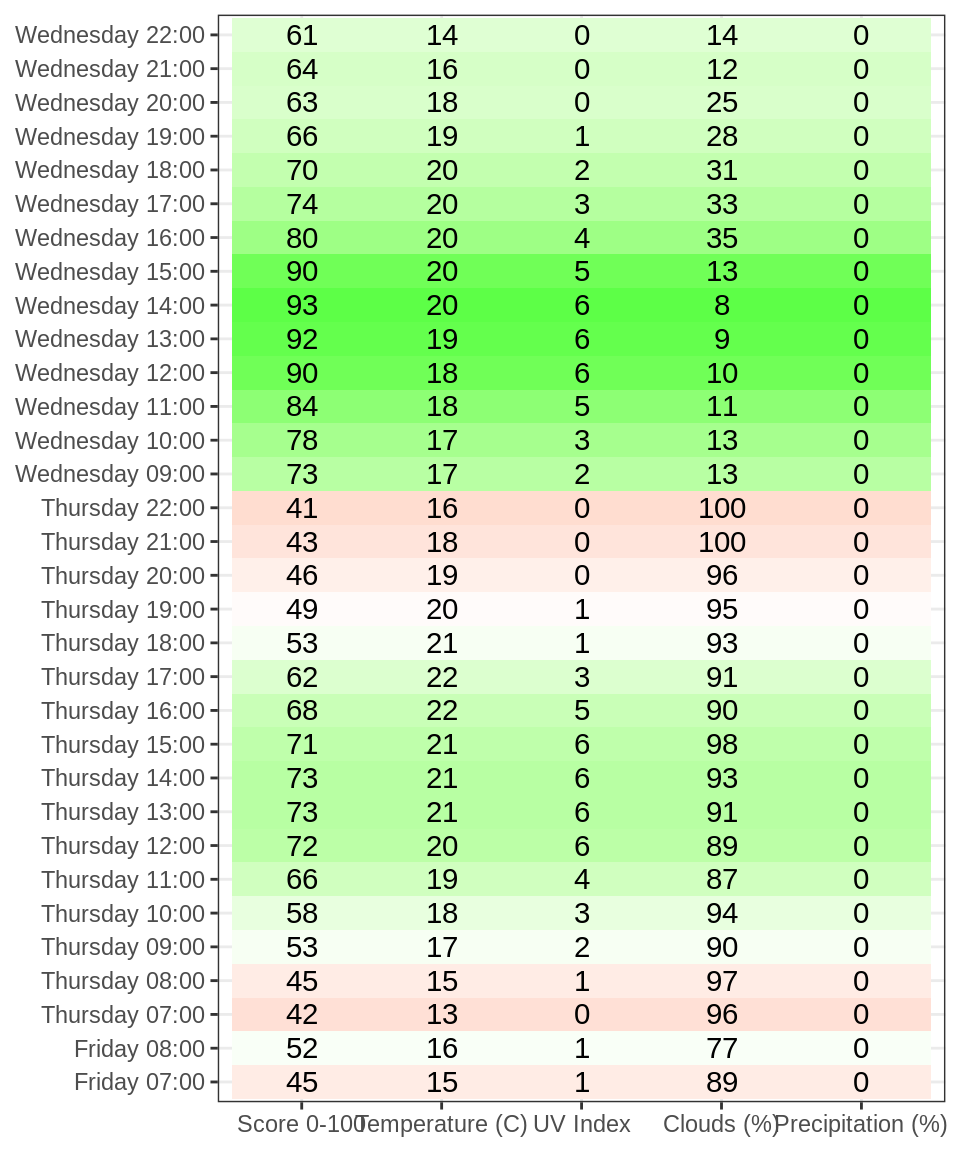 Wednesday 22:00 61 14 0 14 0
Wednesday 21:00 64 16 0 12 0
Wednesday 20:00 63 18 0 25 0
Wednesday 19:00 66 19 1 28 0
Wednesday 18:00 70 20 2 31 0
Wednesday 17:00 74 20 3 33 0
Wednesday 16:00 80 20 4 35 0
Wednesday 15:00 90 20 5 13 0
Wednesday 14:00 93 20 6 8 0
Wednesday 13:00 92 19 6 9 0
Wednesday 12:00 90 18 6 10 0
Wednesday 11:00 84 18 5 11 0
Wednesday 10:00 78 17 3 13 0
Wednesday 09:00 73 17 2 13 0
Thursday 22:00 41 16 0 100 0
Thursday 21:00 43 18 0 100 0
Thursday 20:00 46 19 0 96 0
Thursday 19:00 49 20 1 95 0
Thursday 18:00 53 21 1 93 0
Thursday 17:00 62 22 3 91 0
Thursday 16:00 68 22 5 90 0
Thursday 15:00 71 21 6 98 0
Thursday 14:00 73 21 6 93 0
Thursday 13:00 73 21 6 91 0
Thursday 12:00 72 20 6 89 0
Thursday 11:00 66 19 4 87 0
Thursday 10:00 58 18 3 94 0
Thursday 09:00 53 17 2 90 0
Thursday 08:00 45 15 1 97 0
Thursday 07:00 42 13 0 96 0
Friday 08:00 52 16 1 77 0
Friday 07:00 45 15 1 89 0
Score 0-100 Temperature (C) UV Index Clouds (%) Precipitation (%)